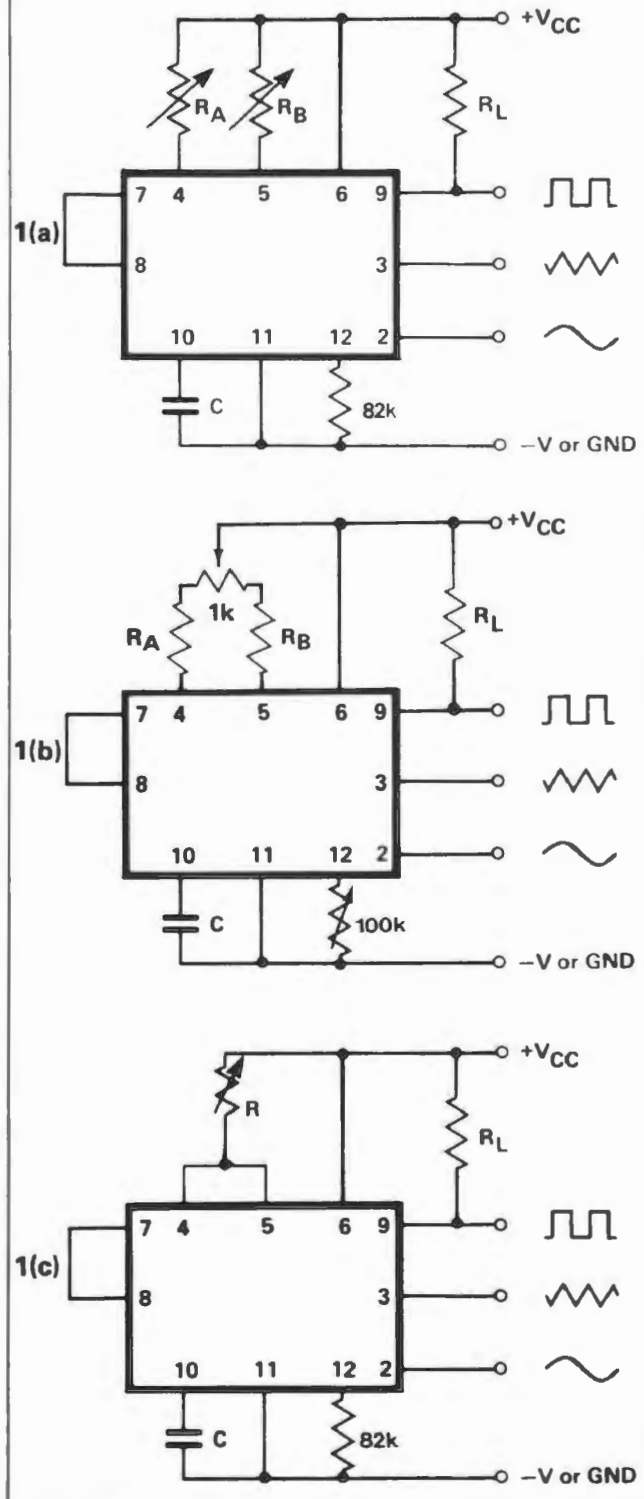 +VCC
RA RB RL
7 4 5 6 9
1(a)
8 3
10 11 12 2
C 82k
–V or GND
+VCC
1k
RA RB RL
7 4 5 6 9
1(b)
8 3
10 11 12 2
C 100k
–V or GND
+VCC
R
RL
7 4 5 6 9
1(c)
8 3
10 11 12 2
C 82k
–V or GND